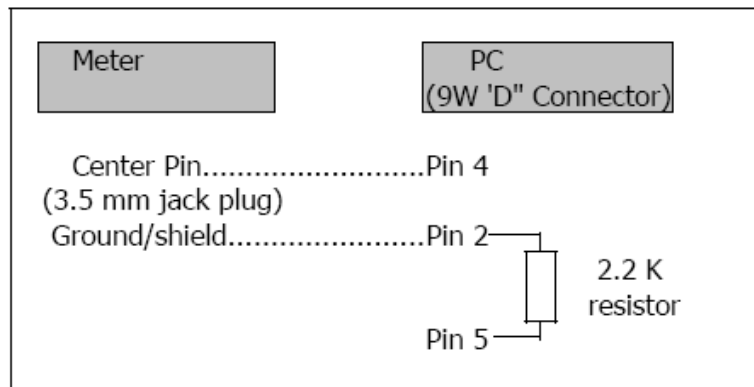 Meter
PC
(9W 'D" Connector)
Center Pin..........................Pin 4
(3.5 mm jack plug)
Ground/shield...................Pin 2
2.2 K
resistor
Pin 5